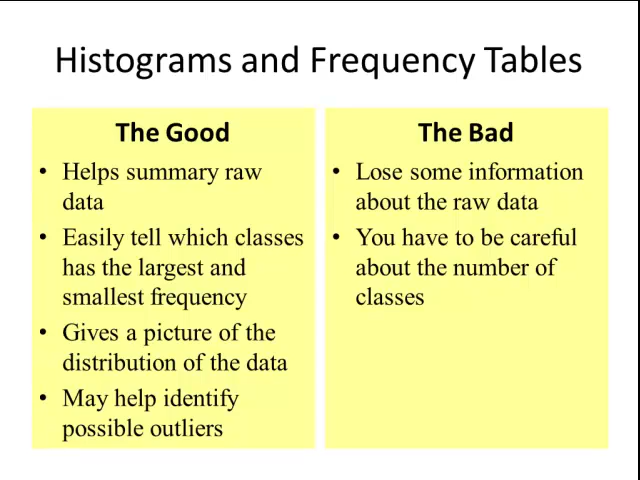 Histograms and Frequency Tables
The Good
• Helps summary raw
data
• Easily tell which classes
has the largest and
smallest frequency
• Gives a picture of the
distribution of the data
• May help identify
possible outliers
The Bad
• Lose some information
about the raw data
• You have to be careful
about the number of
classes